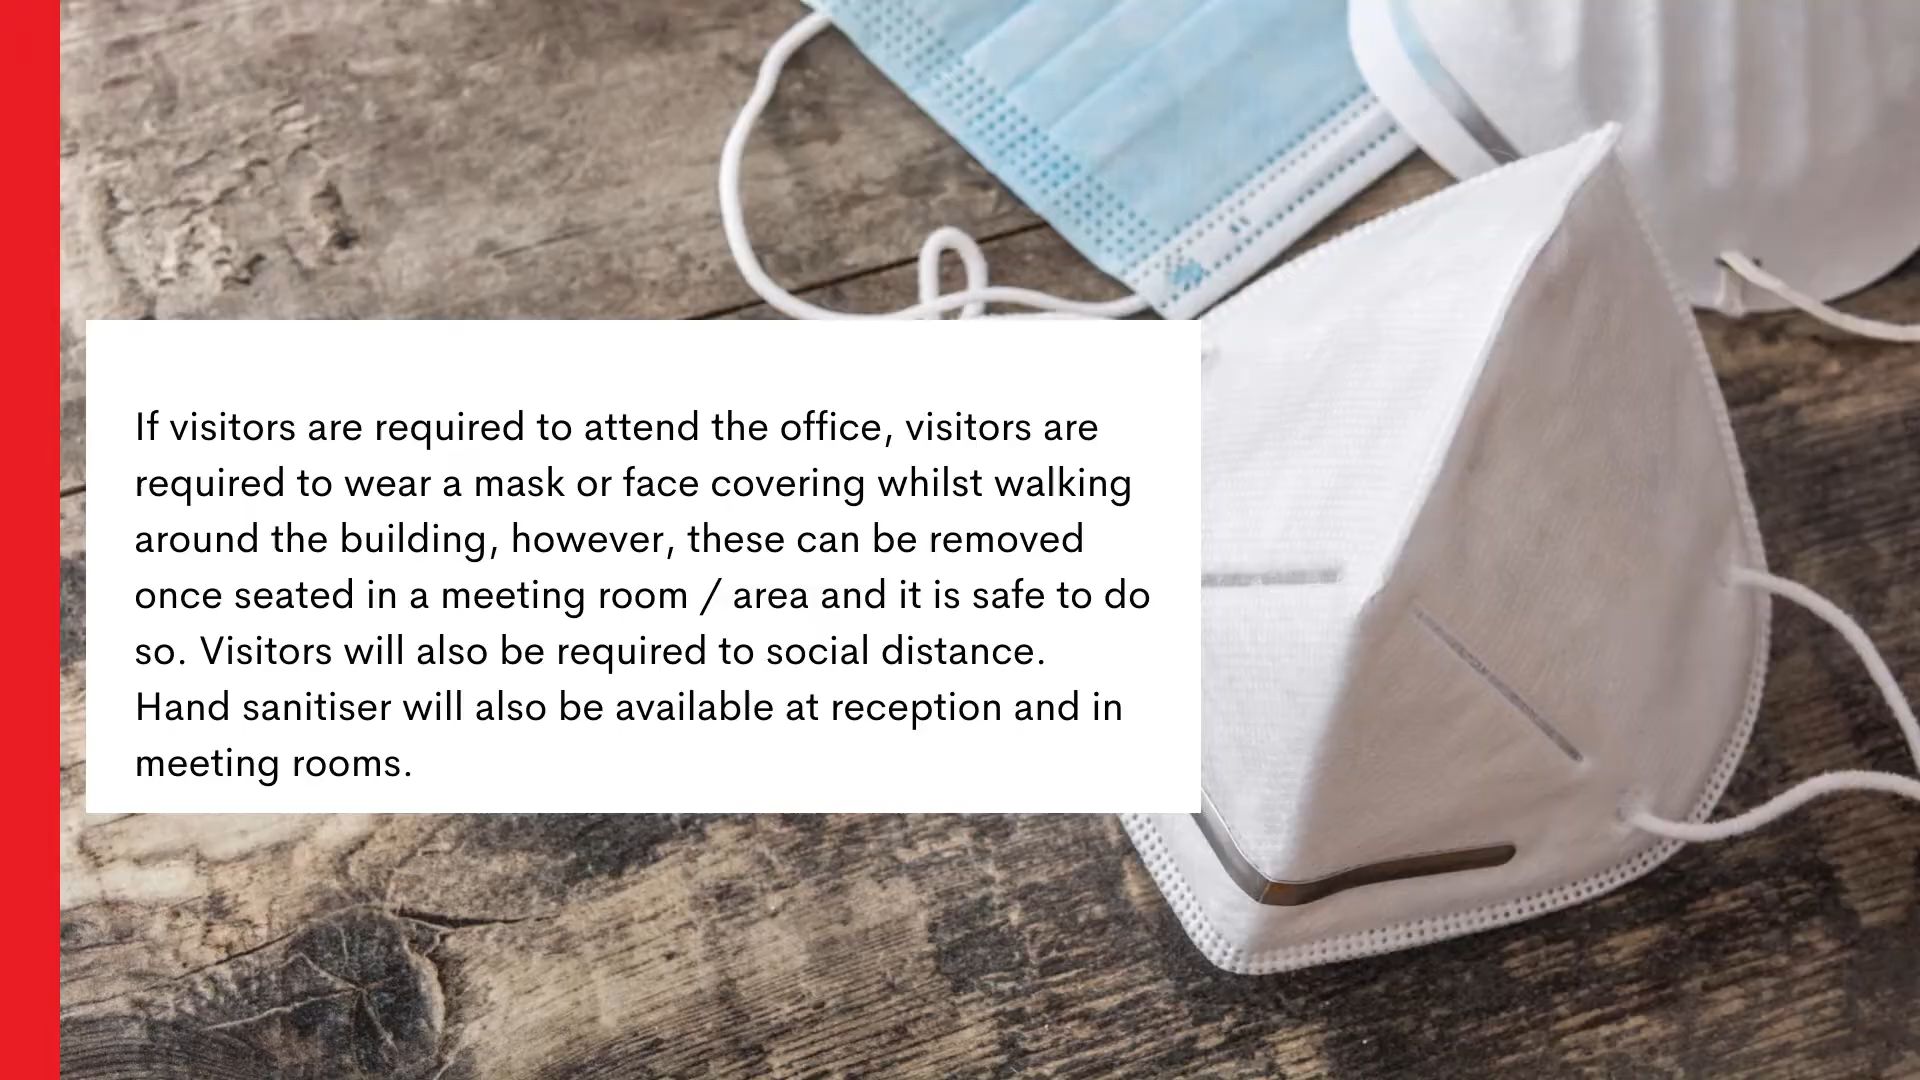 If visitors are required to attend the office, visitors are
required to wear a mask or face covering whilst walking
around the building, however, these can be removed
once seated in a meeting room / area and it is safe to do
so. Visitors will also be required to social distance.
Hand sanitiser will also be available at reception and in
meeting rooms.